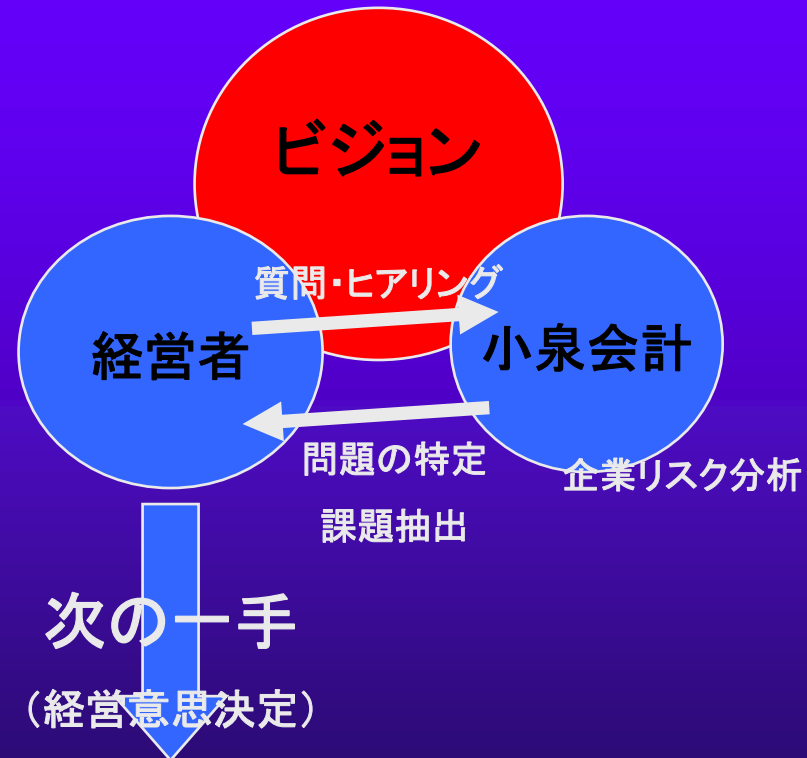 ビジョン
質問・ヒアリング
経営者
小泉会計
問題の特定
企業リスク分析
課題抽出
次の一手
（経営意思決定）